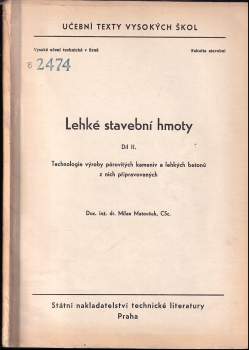 UČEBNÍ TEXTY VYSOKÝCH ŠKOL
Vysoké učení technické v Brně
Fakulta stavební
B 2474
Lehké stavební hmoty
Díl II.
Technologie výroby pórovitých kameniv a lehkých betonů
z nich připravovaných
Doc. inž. dr. Milan Matoušek, CSc.
Státní nakladatelství technické literatury
Praha